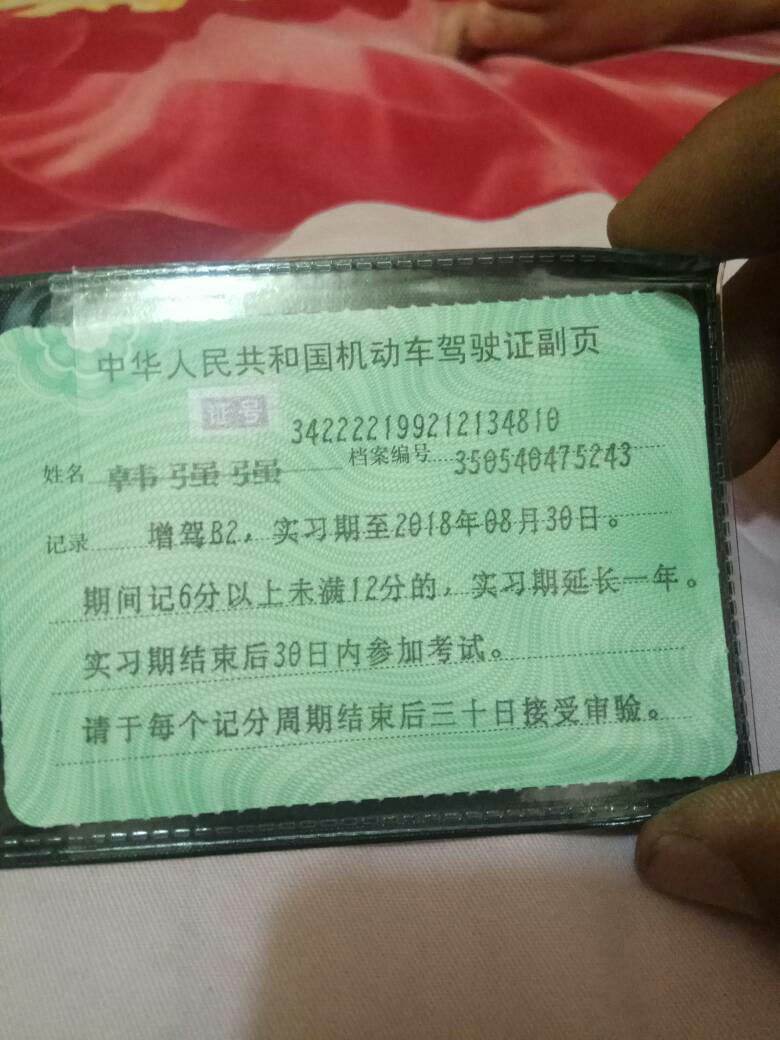 中华人民共和国机动车驾驶证副页
证号 342222199212134810
姓名 韩强强 档案编号 350540475243
记录 增驾B2，实习期至2018年08月30日。
期间记6分以上未满12分的，实习期延长一年。
实习期结束后30日内参加考试。
请于每个记分周期结束后三十日接受审验。